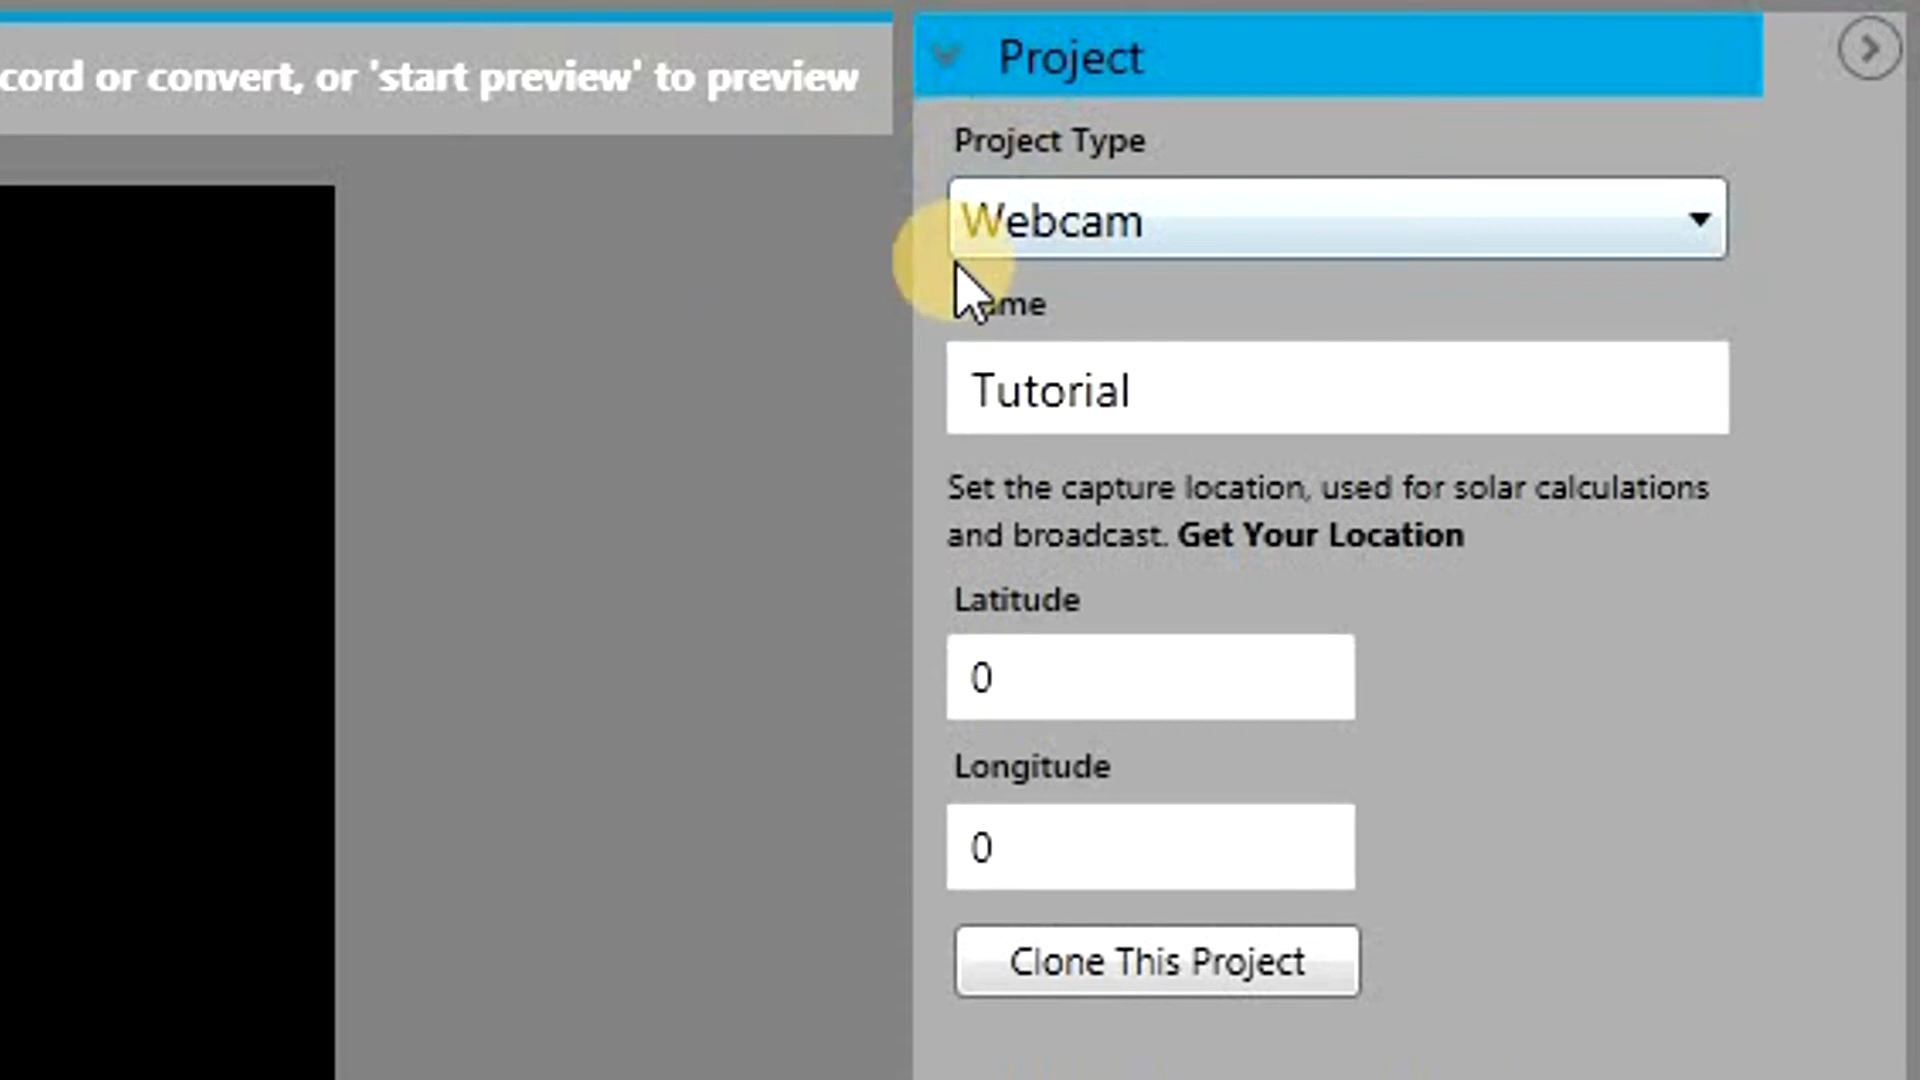 cord or convert, or 'start preview' to preview
Project
Project Type
Webcam
Tutorial
Set the capture location, used for solar calculations
and broadcast. Get Your Location
Latitude
0
Longitude
0
Clone This Project